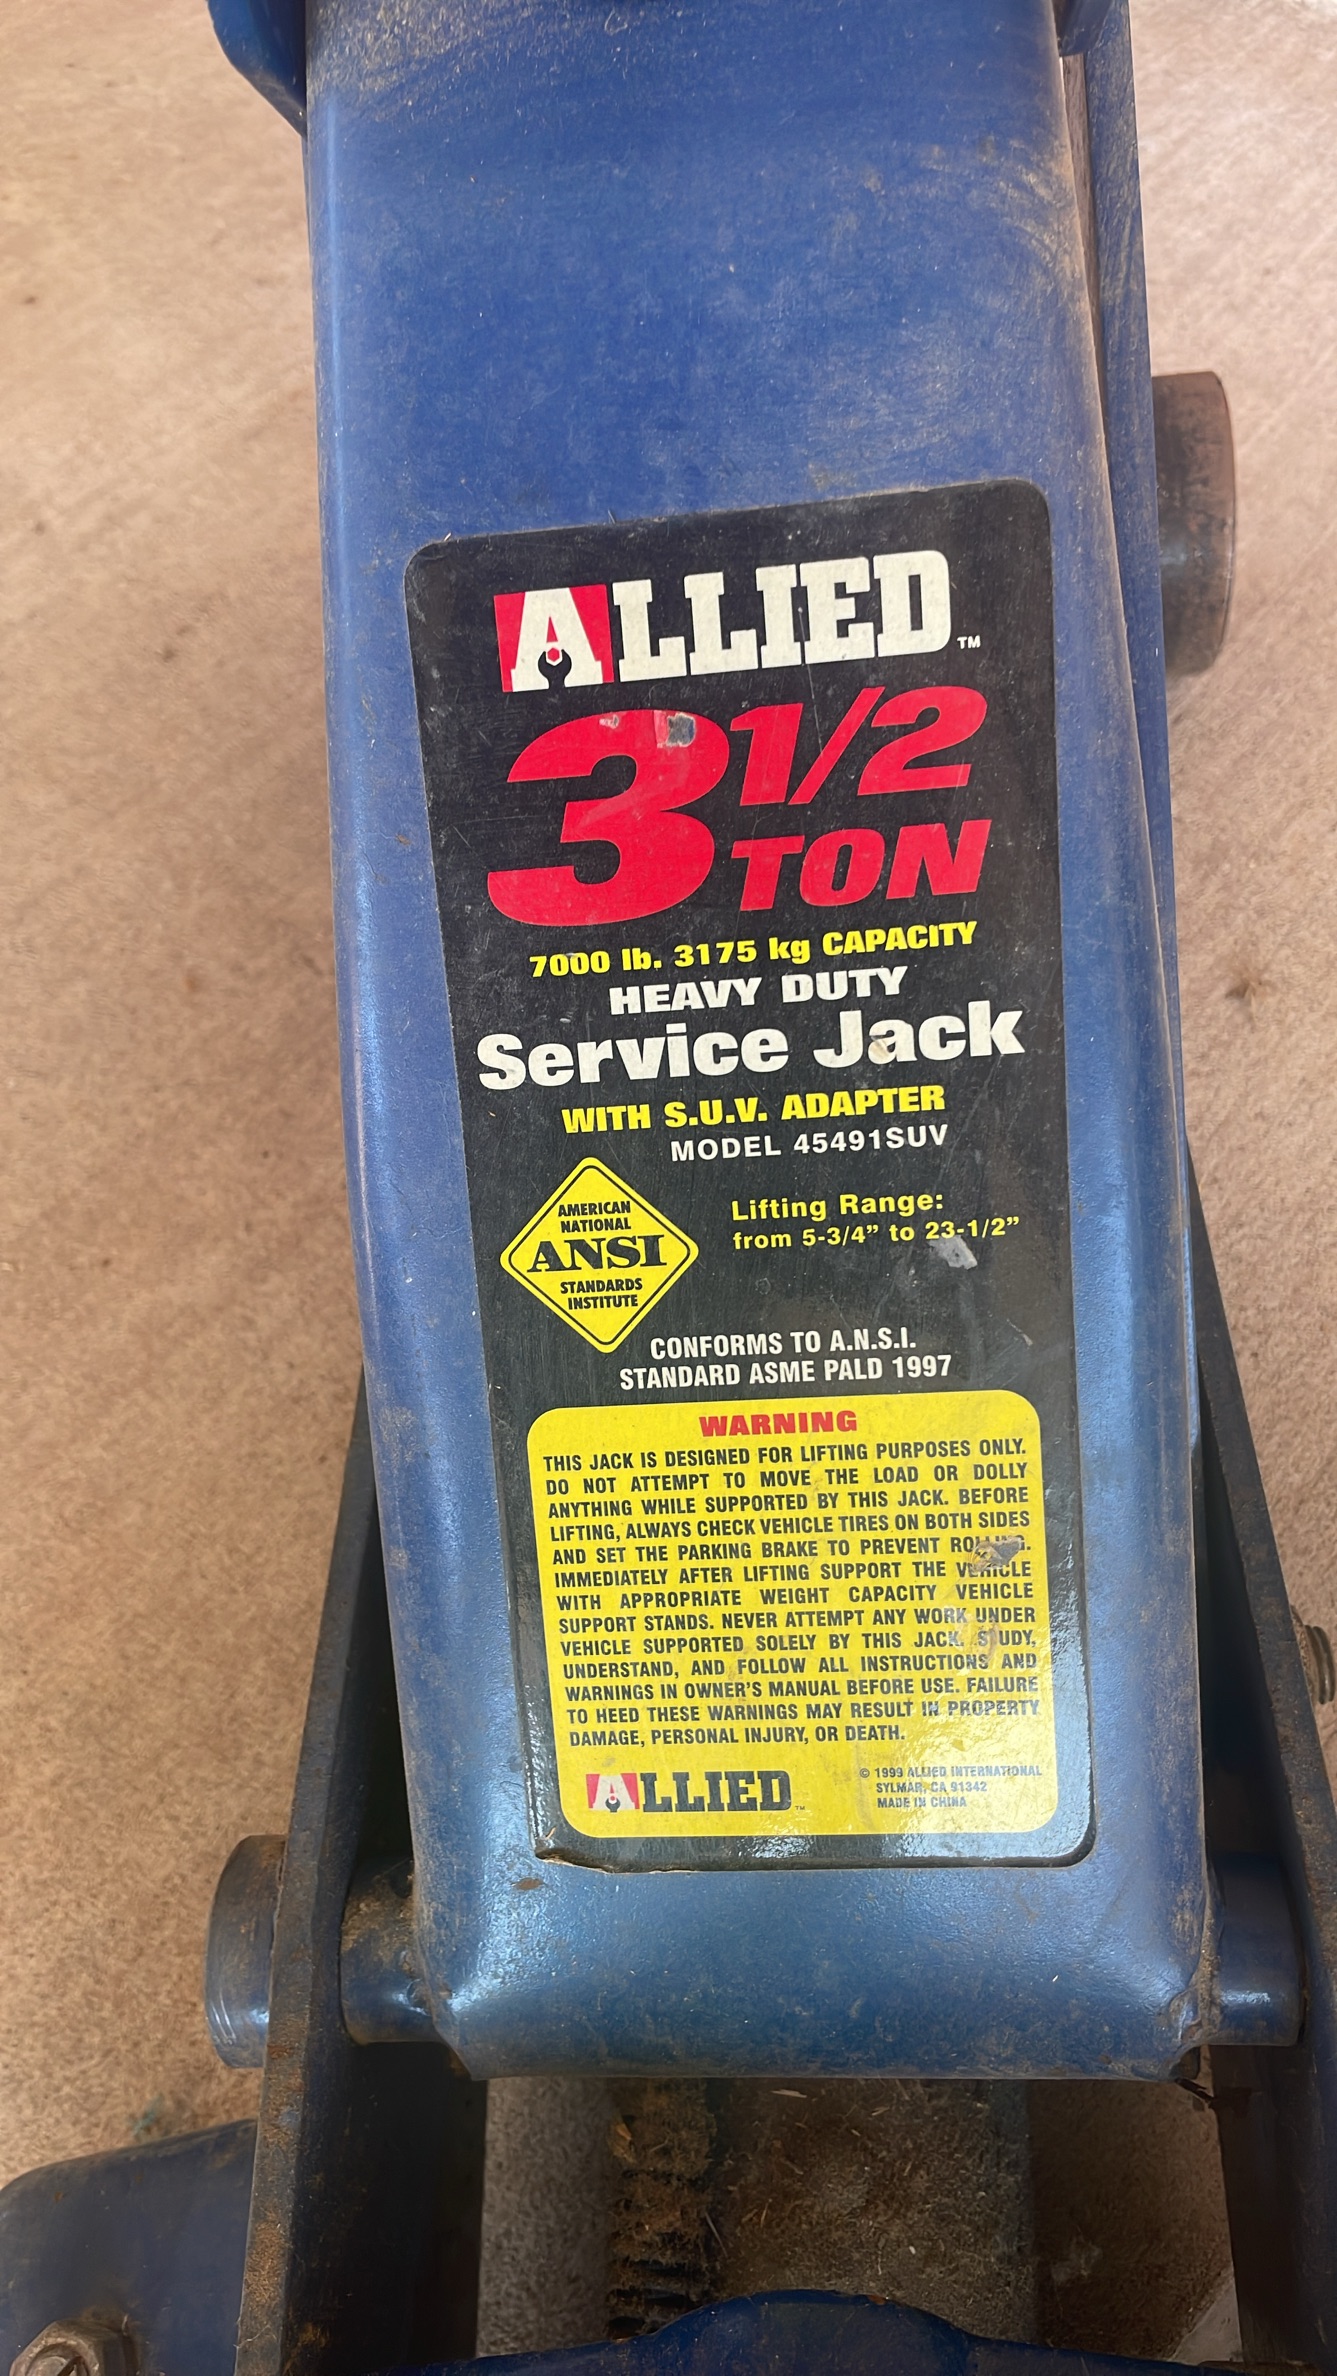 ALLIED™
3 1/2
TON
7000 lb. 3175 kg CAPACITY
HEAVY DUTY
Service Jack
WITH S.U.V. ADAPTER
MODEL 45491SUV
AMERICAN
NATIONAL
ANSI
STANDARDS
INSTITUTE
Lifting Range:
from 5-3/4" to 23-1/2"
CONFORMS TO A.N.S.I.
STANDARD ASME PALD 1997
WARNING
THIS JACK IS DESIGNED FOR LIFTING PURPOSES ONLY.
DO NOT ATTEMPT TO MOVE THE LOAD OR DOLLY
ANYTHING WHILE SUPPORTED BY THIS JACK. BEFORE
LIFTING, ALWAYS CHECK VEHICLE TIRES ON BOTH SIDES
AND SET THE PARKING BRAKE TO PREVENT ROLLING.
IMMEDIATELY AFTER LIFTING SUPPORT THE VEHICLE
WITH APPROPRIATE WEIGHT CAPACITY VEHICLE
SUPPORT STANDS. NEVER ATTEMPT ANY WORK UNDER
VEHICLE SUPPORTED SOLELY BY THIS JACK. STUDY,
UNDERSTAND, AND FOLLOW ALL INSTRUCTIONS AND
WARNINGS IN OWNER'S MANUAL BEFORE USE. FAILURE
TO HEED THESE WARNINGS MAY RESULT IN PROPERTY
DAMAGE, PERSONAL INJURY, OR DEATH.
ALLIED™
© 1999 ALLIED INTERNATIONAL
SYLMAR, CA 91342
MADE IN CHINA